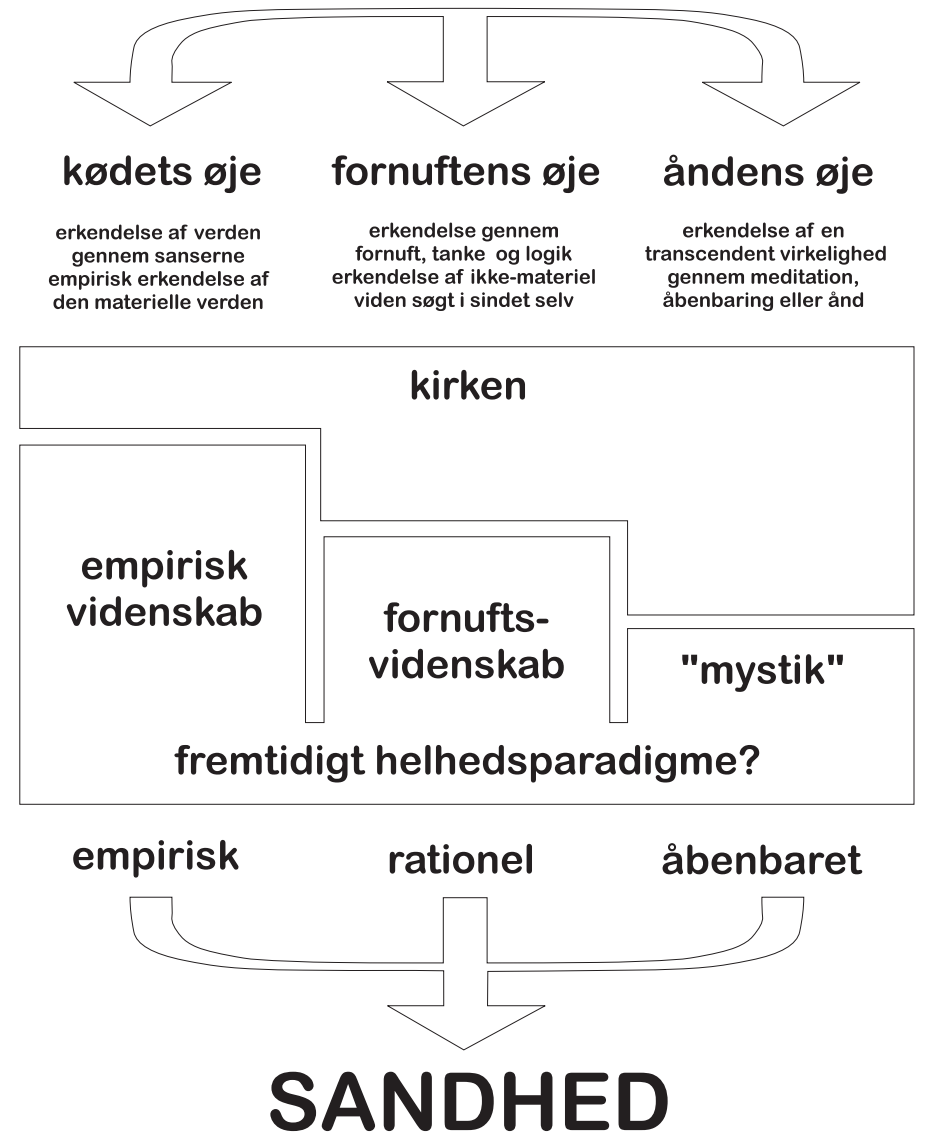 kødets øje
erkendelse af verden
gennem sanserne
empirisk erkendelse af
den materielle verden
fornuftens øje
erkendelse gennem
fornuft, tanke og logik
erkendelse af ikke-materiel
viden søgt i sindet selv
åndens øje
erkendelse af en
transcendent virkelighed
gennem meditation,
åbenbaring eller ånd
kirken
empirisk
videnskab
fornufts-
videnskab
"mystik"
fremtidigt helhedsparadigme?
empirisk
rationel
åbenbaret
SANDHED